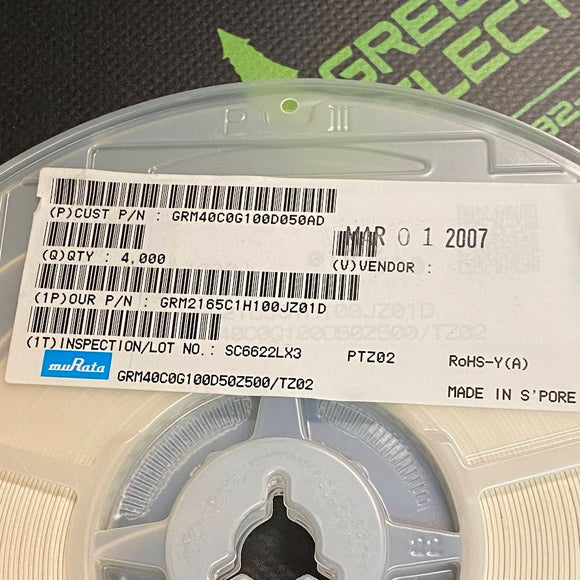 GREE
ELECT
P III
(P)CUST P/N : GRM40C0G100D050AD
MAR 0 1 2007
(Q)QTY : 4,000
(V)VENDOR :
(1P)OUR P/N : GRM2165C1H100JZ01D
(1T)INSPECTION/LOT NO.: SC6622LX3 PTZ02 RoHS-Y(A)
muRata
GRM40C0G100D50Z500/TZ02
MADE IN S'PORE